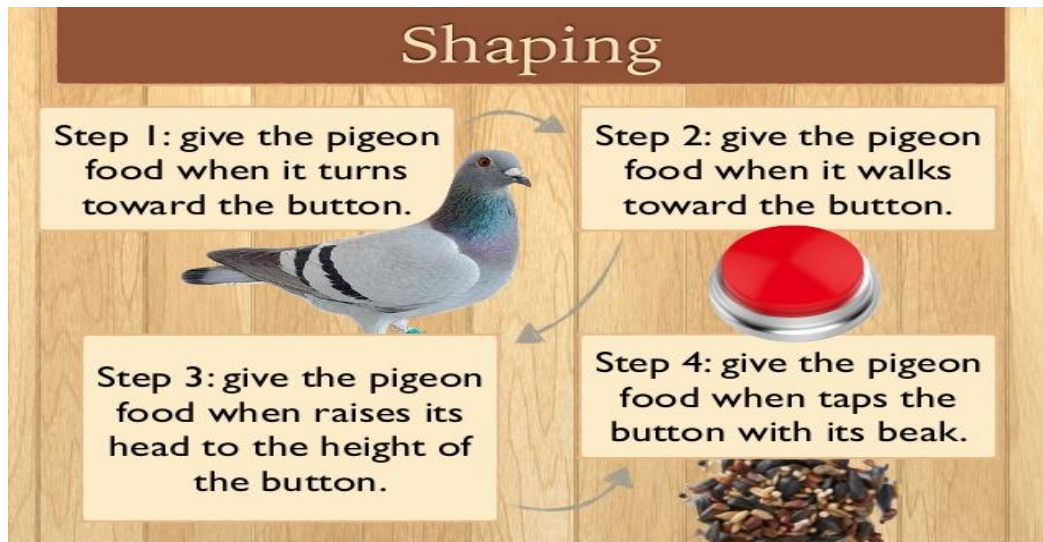 Shaping
Step 1: give the pigeon
food when it turns
toward the button.
Step 2: give the pigeon
food when it walks
toward the button.
Step 3: give the pigeon
food when raises its
head to the height of
the button.
Step 4: give the pigeon
food when taps the
button with its beak.